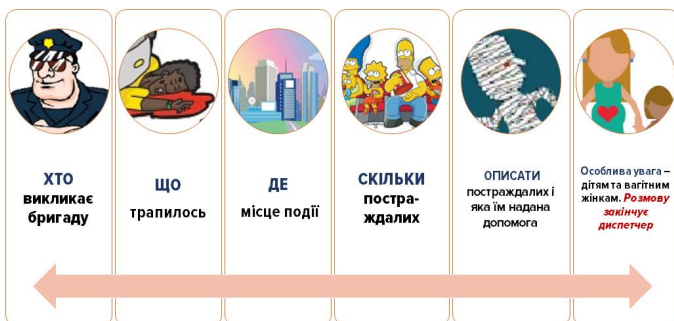 ХТО
викликає
бригаду
ЩО
трапилось
ДЕ
місце події
СКІЛЬКИ
постра-
ждалих
ОПИСАТИ
постраждалих і
яка їм надана
допомога
Особлива увага –
дітям та вагітним
жінкам. Розмову
закінчує
диспетчер